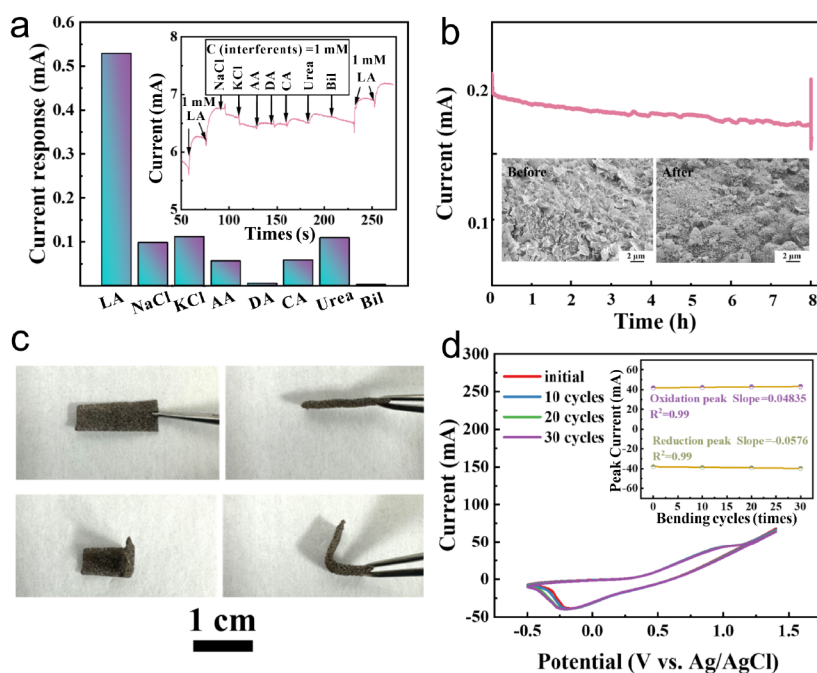 a
Current response (mA)
0.6
0.5
0.4
0.3
0.2
0.1
LA
NaCl
KCl
AA
DA
CA
Urea
Bil
C (interferents) =1 mM
NaCl
KCl
AA
DA
CA
Urea
Bil
1 mM
LA
1 mM
LA
Current (mA)
8
7
6
5
50
100
150
200
250
Times (s)
b
Current (mA)
0.2
0.1
Before
2 μm
After
2 μm
0 1 2 3 4 5 6 7 8
Time (h)
c
1 cm
d
Current (mA)
300
250
200
150
100
50
0
-50
initial
10 cycles
20 cycles
30 cycles
Peak Current (mA)
60
40
20
0
-20
-40
-60
Oxidation peak Slope=0.04835
R²=0.99
Reduction peak Slope=-0.0576
R²=0.99
0 10 20 30
Bending cycles (times)
-0.5 0.0 0.5 1.0 1.5
Potential (V vs. Ag/AgCl)